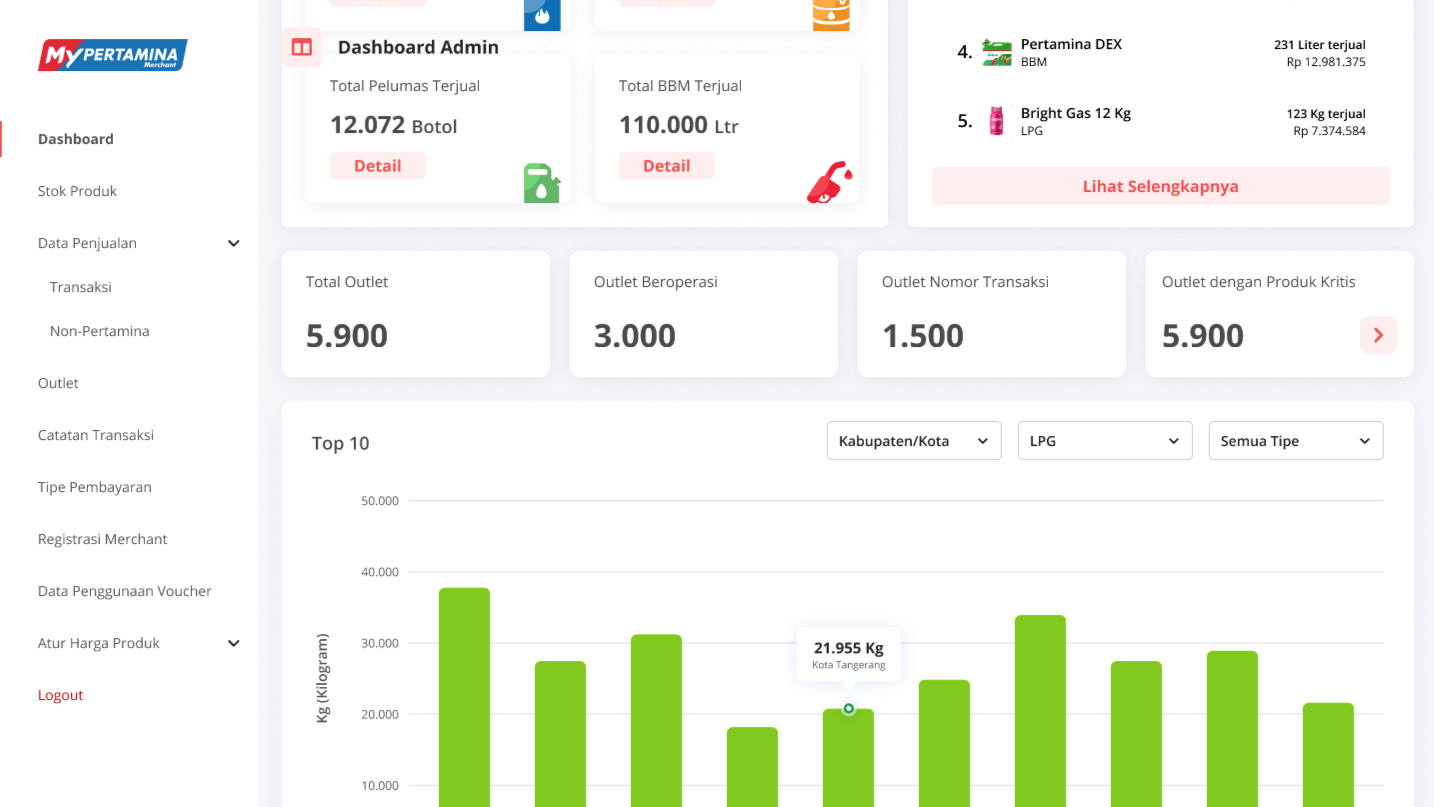 MyPERTAMINA
Merchant
Dashboard
Stok Produk
Data Penjualan
Transaksi
Non-Pertamina
Outlet
Catatan Transaksi
Tipe Pembayaran
Registrasi Merchant
Data Penggunaan Voucher
Atur Harga Produk
Logout
Dashboard Admin
Total Pelumas Terjual
12.072 Botol
Detail
Total BBM Terjual
110.000 Ltr
Detail
4. Pertamina DEX
BBM
231 Liter terjual
Rp 12.981.375
5. Bright Gas 12 Kg
LPG
123 Kg terjual
Rp 7.374.584
Lihat Selengkapnya
Total Outlet
5.900
Outlet Beroperasi
3.000
Outlet Nomor Transaksi
1.500
Outlet dengan Produk Kritis
5.900
Top 10
Kabupaten/Kota
LPG
Semua Tipe
Kg (Kilogram)
50.000
40.000
30.000
20.000
10.000
21.955 Kg
Kota Tangerang